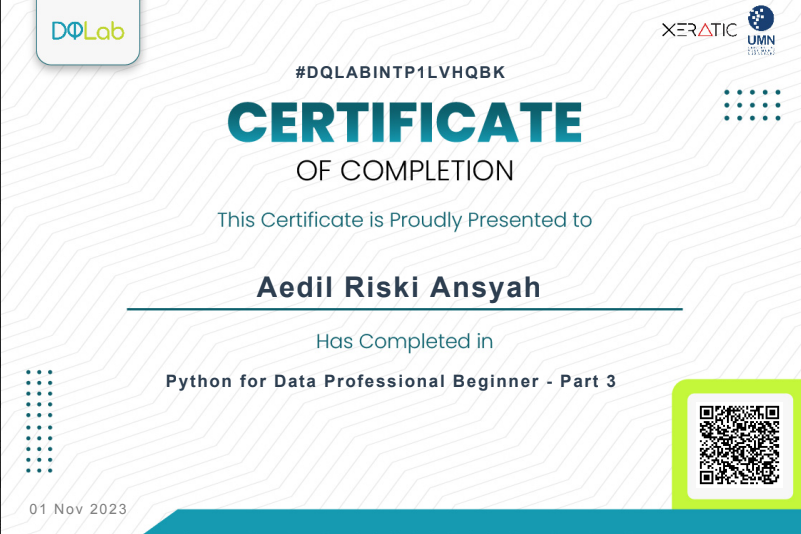 DQLab
XERATIC
UMN
#DQLABINTP1LVHQBK
CERTIFICATE
OF COMPLETION
This Certificate is Proudly Presented to
Aedil Riski Ansyah
Has Completed in
Python for Data Professional Beginner - Part 3
01 Nov 2023